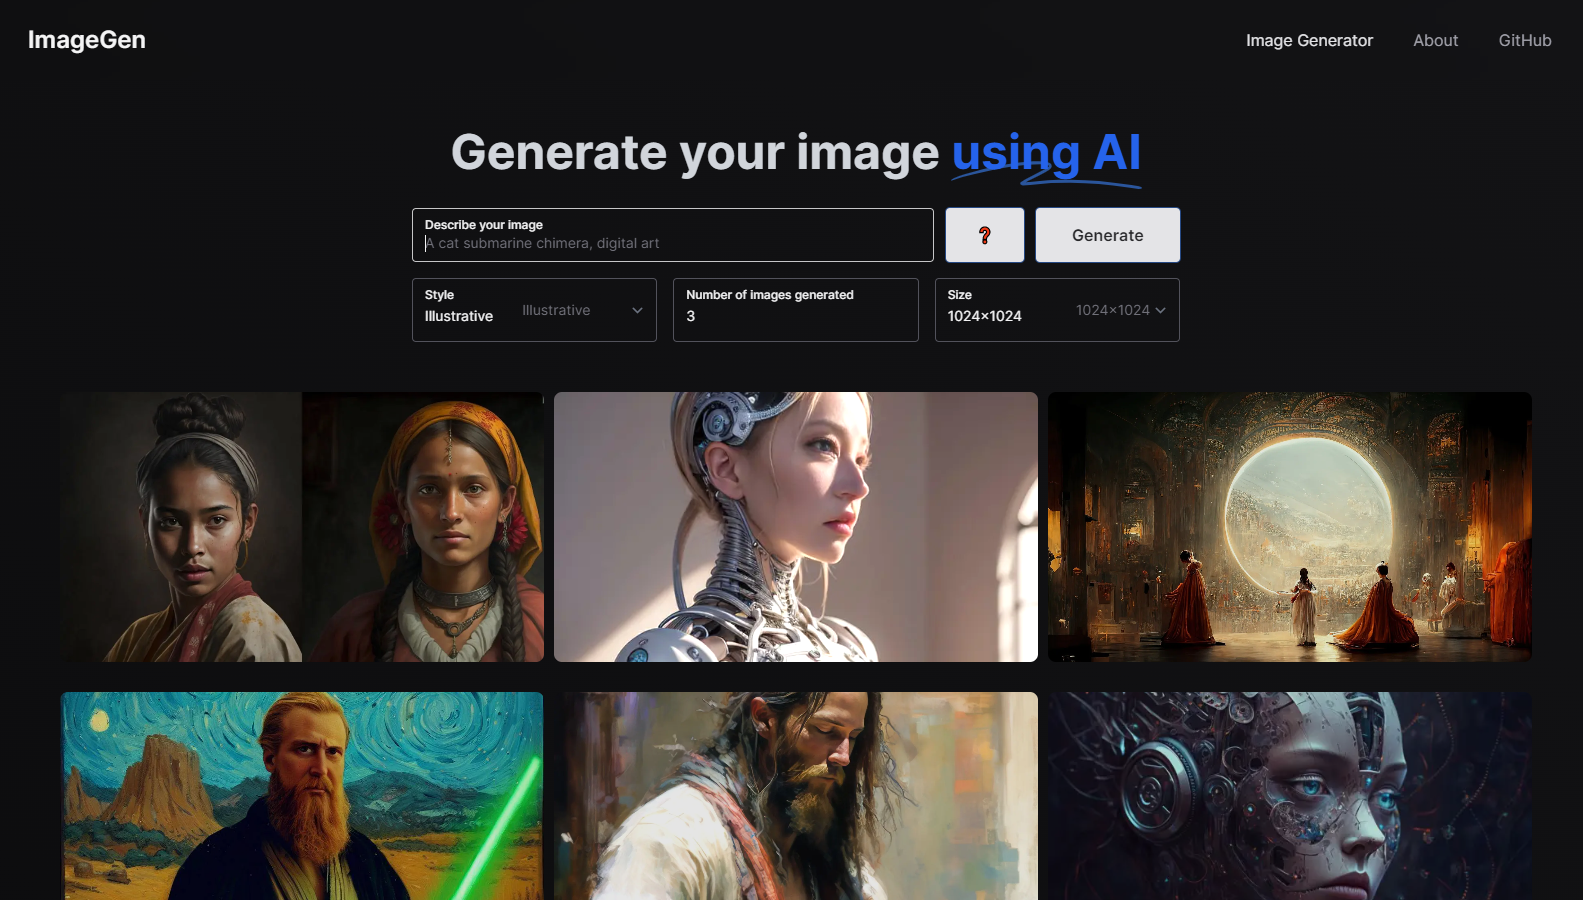 ImageGen
Image Generator About GitHub
Generate your image using AI
Describe your image
A cat submarine chimera, digital art
?
Generate
Style
Illustrative
Illustrative
Number of images generated
3
Size
1024×1024
1024×1024